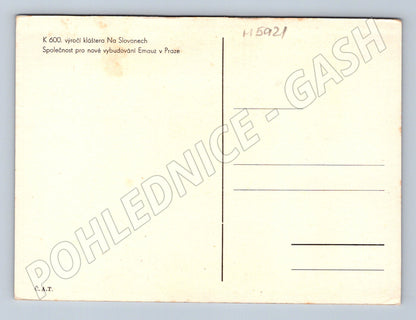 K 600. výročí kláštera Na Slovanech
Společnost pro nové vybudování Emauz v Praze
H5921
POHLEDNICE - GASH
Č.A.T.